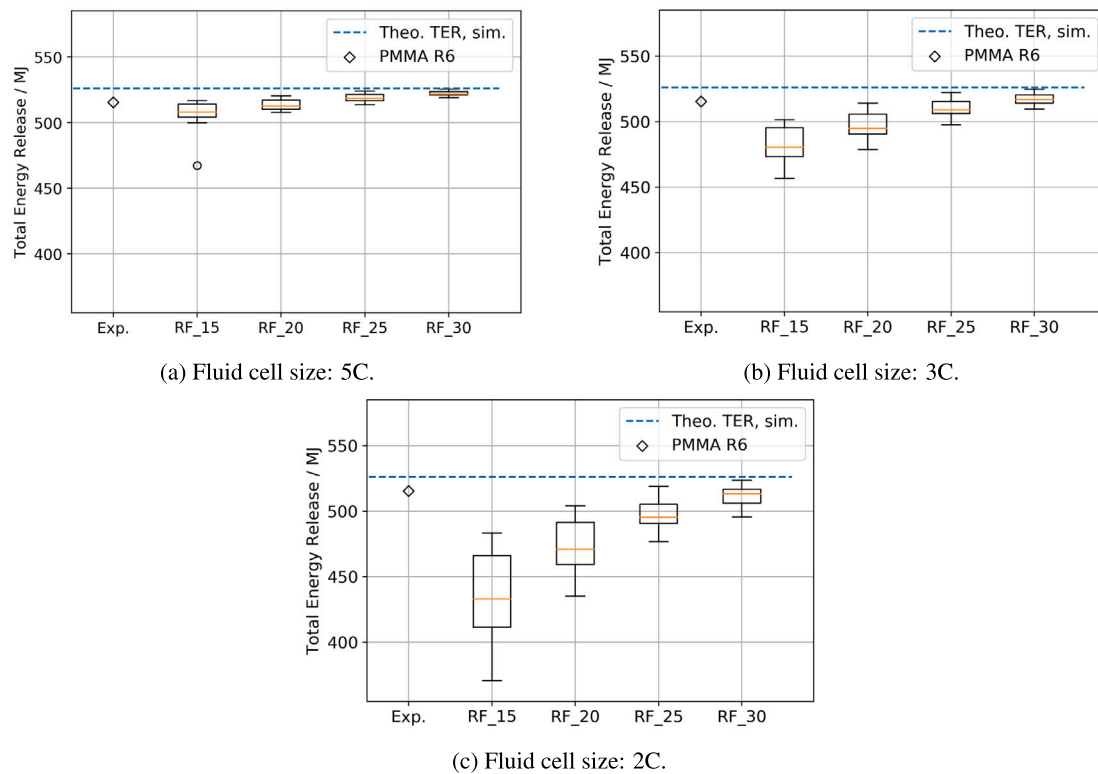 Theo. TER, sim.
PMMA R6
Total Energy Release / MJ
550
500
450
400
Exp.
RF_15
RF_20
RF_25
RF_30
(a) Fluid cell size: 5C.
Theo. TER, sim.
PMMA R6
Total Energy Release / MJ
550
500
450
400
Exp.
RF_15
RF_20
RF_25
RF_30
(b) Fluid cell size: 3C.
Theo. TER, sim.
PMMA R6
Total Energy Release / MJ
550
500
450
400
Exp.
RF_15
RF_20
RF_25
RF_30
(c) Fluid cell size: 2C.